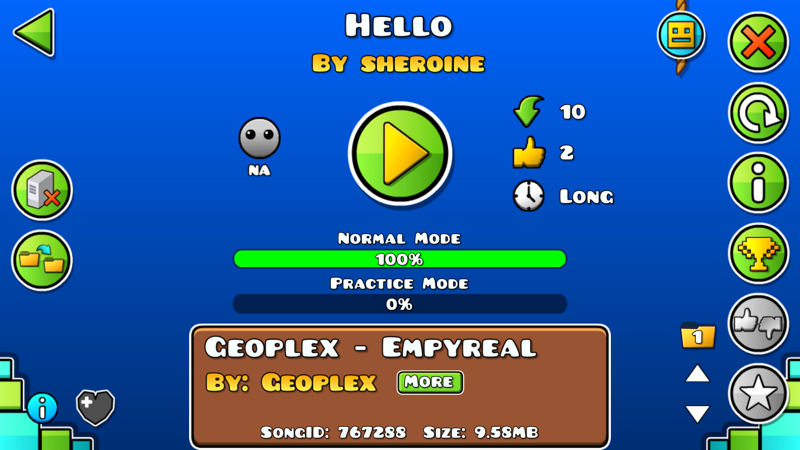 Hello
By sheroine
10
NA
2
Long
Normal Mode
100%
Practice Mode
0%
Geoplex - Empyreal
By: Geoplex
More
1
SongID: 767288 Size: 9.58MB